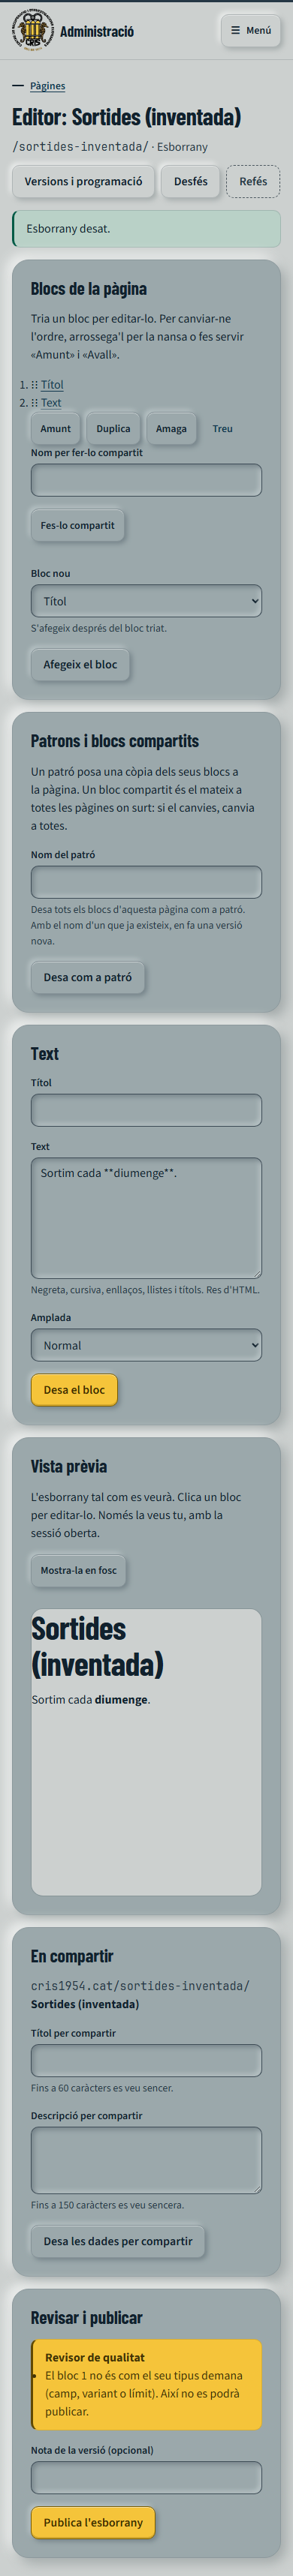 Administració
☰ Menú
Pàgines
Editor: Sortides (inventada)
/sortides-inventada/ · Esborrany
Versions i programació
Desfés
Refés
Esborrany desat.
Blocs de la pàgina
Tria un bloc per editar-lo. Per canviar-ne
l'ordre, arrossega'l per la nansa o fes servir
«Amunt» i «Avall».
1. ⠿ Títol
2. ⠿ Text
Amunt
Duplica
Amaga
Treu
Nom per fer-lo compartit
Fes-lo compartit
Bloc nou
Títol
S'afegeix després del bloc triat.
Afegeix el bloc
Patrons i blocs compartits
Un patró posa una còpia dels seus blocs a
la pàgina. Un bloc compartit és el mateix a
totes les pàgines on surt: si el canvies, canvia
a totes.
Nom del patró
Desa tots els blocs d'aquesta pàgina com a patró.
Amb el nom d'un que ja existeix, en fa una versió
nova.
Desa com a patró
Text
Títol
Text
Sortim cada **diumenge**.
Negreta, cursiva, enllaços, llistes i títols. Res d'HTML.
Amplada
Normal
Desa el bloc
Vista prèvia
L'esborrany tal com es veurà. Clica un bloc
per editar-lo. Només la veus tu, amb la
sessió oberta.
Mostra-la en fosc
Sortides
(inventada)
Sortim cada diumenge.
En compartir
cris1954.cat/sortides-inventada/
Sortides (inventada)
Títol per compartir
Fins a 60 caràcters es veu sencer.
Descripció per compartir
Fins a 150 caràcters es veu sencera.
Desa les dades per compartir
Revisar i publicar
Revisor de qualitat
El bloc 1 no és com el seu tipus demana
(camp, variant o límit). Així no es podrà
publicar.
Nota de la versió (opcional)
Publica l'esborrany